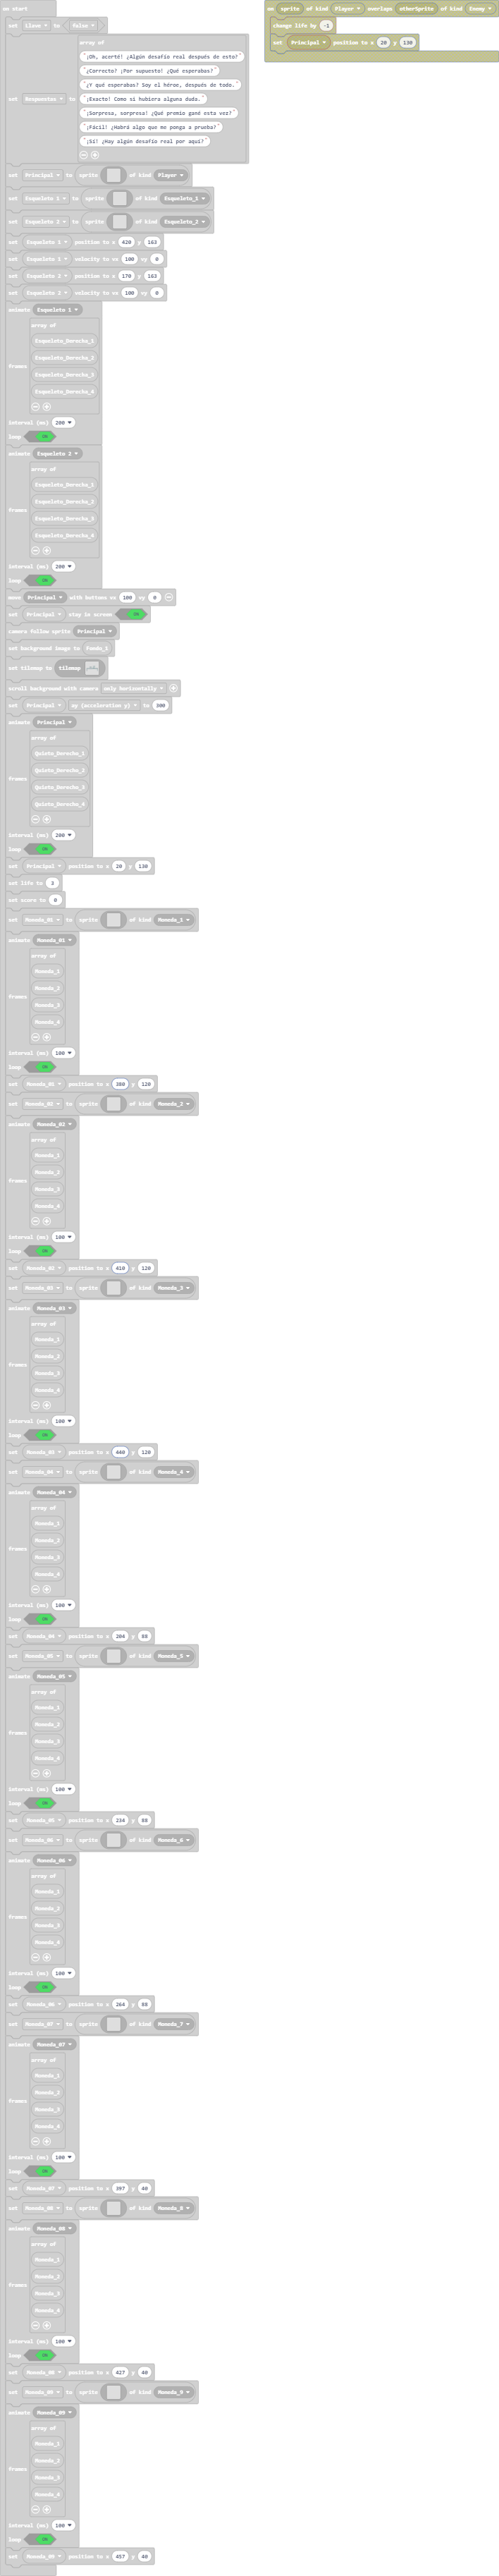 on start
set Llave to false
set Respuestas to array of
"¡Oh, acerté! ¿Algún desafío real después de esto?"
"¿Correcto? ¡Por supuesto! ¿Qué esperabas?"
"¿Y qué esperabas? Soy el héroe, después de todo."
"¡Exacto! Como si hubiera alguna duda."
"¡Sorpresa, sorpresa! ¿Qué premio gané esta vez?"
"¡Fácil! ¿Habrá algo que me ponga a prueba?"
"¡Sí! ¿Hay algún desafío real por aquí?"
set Principal to sprite of kind Player
set Esqueleto 1 to sprite of kind Esqueleto_1
set Esqueleto 2 to sprite of kind Esqueleto_2
set Esqueleto 1 position to x 420 y 163
set Esqueleto 1 velocity to vx 100 vy 0
set Esqueleto 2 position to x 170 y 163
set Esqueleto 2 velocity to vx 100 vy 0
animate Esqueleto 1
frames array of
Esqueleto_Derecha_1
Esqueleto_Derecha_2
Esqueleto_Derecha_3
Esqueleto_Derecha_4
interval (ms) 200
loop ON
animate Esqueleto 2
frames array of
Esqueleto_Derecha_1
Esqueleto_Derecha_2
Esqueleto_Derecha_3
Esqueleto_Derecha_4
interval (ms) 200
loop ON
move Principal with buttons vx 100 vy 0
set Principal stay in screen ON
camera follow sprite Principal
set background image to Fondo_1
set tilemap to tilemap
scroll background with camera only horizontally
set Principal ay (acceleration y) to 300
animate Principal
frames array of
Quieto_Derecha_1
Quieto_Derecha_2
Quieto_Derecha_3
Quieto_Derecha_4
interval (ms) 200
loop ON
set Principal position to x 20 y 130
set life to 3
set score to 0
set Moneda_01 to sprite of kind Moneda_1
animate Moneda_01
frames array of
Moneda_1
Moneda_2
Moneda_3
Moneda_4
interval (ms) 100
loop ON
set Moneda_01 position to x 380 y 120
set Moneda_02 to sprite of kind Moneda_2
animate Moneda_02
frames array of
Moneda_1
Moneda_2
Moneda_3
Moneda_4
interval (ms) 100
loop ON
set Moneda_02 position to x 410 y 120
set Moneda_03 to sprite of kind Moneda_3
animate Moneda_03
frames array of
Moneda_1
Moneda_2
Moneda_3
Moneda_4
interval (ms) 100
loop ON
set Moneda_03 position to x 440 y 120
set Moneda_04 to sprite of kind Moneda_4
animate Moneda_04
frames array of
Moneda_1
Moneda_2
Moneda_3
Moneda_4
interval (ms) 100
loop ON
set Moneda_04 position to x 204 y 88
set Moneda_05 to sprite of kind Moneda_5
animate Moneda_05
frames array of
Moneda_1
Moneda_2
Moneda_3
Moneda_4
interval (ms) 100
loop ON
set Moneda_05 position to x 234 y 88
set Moneda_06 to sprite of kind Moneda_6
animate Moneda_06
frames array of
Moneda_1
Moneda_2
Moneda_3
Moneda_4
interval (ms) 100
loop ON
set Moneda_06 position to x 264 y 88
set Moneda_07 to sprite of kind Moneda_7
animate Moneda_07
frames array of
Moneda_1
Moneda_2
Moneda_3
Moneda_4
interval (ms) 100
loop ON
set Moneda_07 position to x 397 y 40
set Moneda_08 to sprite of kind Moneda_8
animate Moneda_08
frames array of
Moneda_1
Moneda_2
Moneda_3
Moneda_4
interval (ms) 100
loop ON
set Moneda_08 position to x 427 y 40
set Moneda_09 to sprite of kind Moneda_9
animate Moneda_09
frames array of
Moneda_1
Moneda_2
Moneda_3
Moneda_4
interval (ms) 100
loop ON
set Moneda_09 position to x 457 y 40
on sprite of kind Player overlaps otherSprite of kind Enemy
change life by -1
set Principal position to x 20 y 130